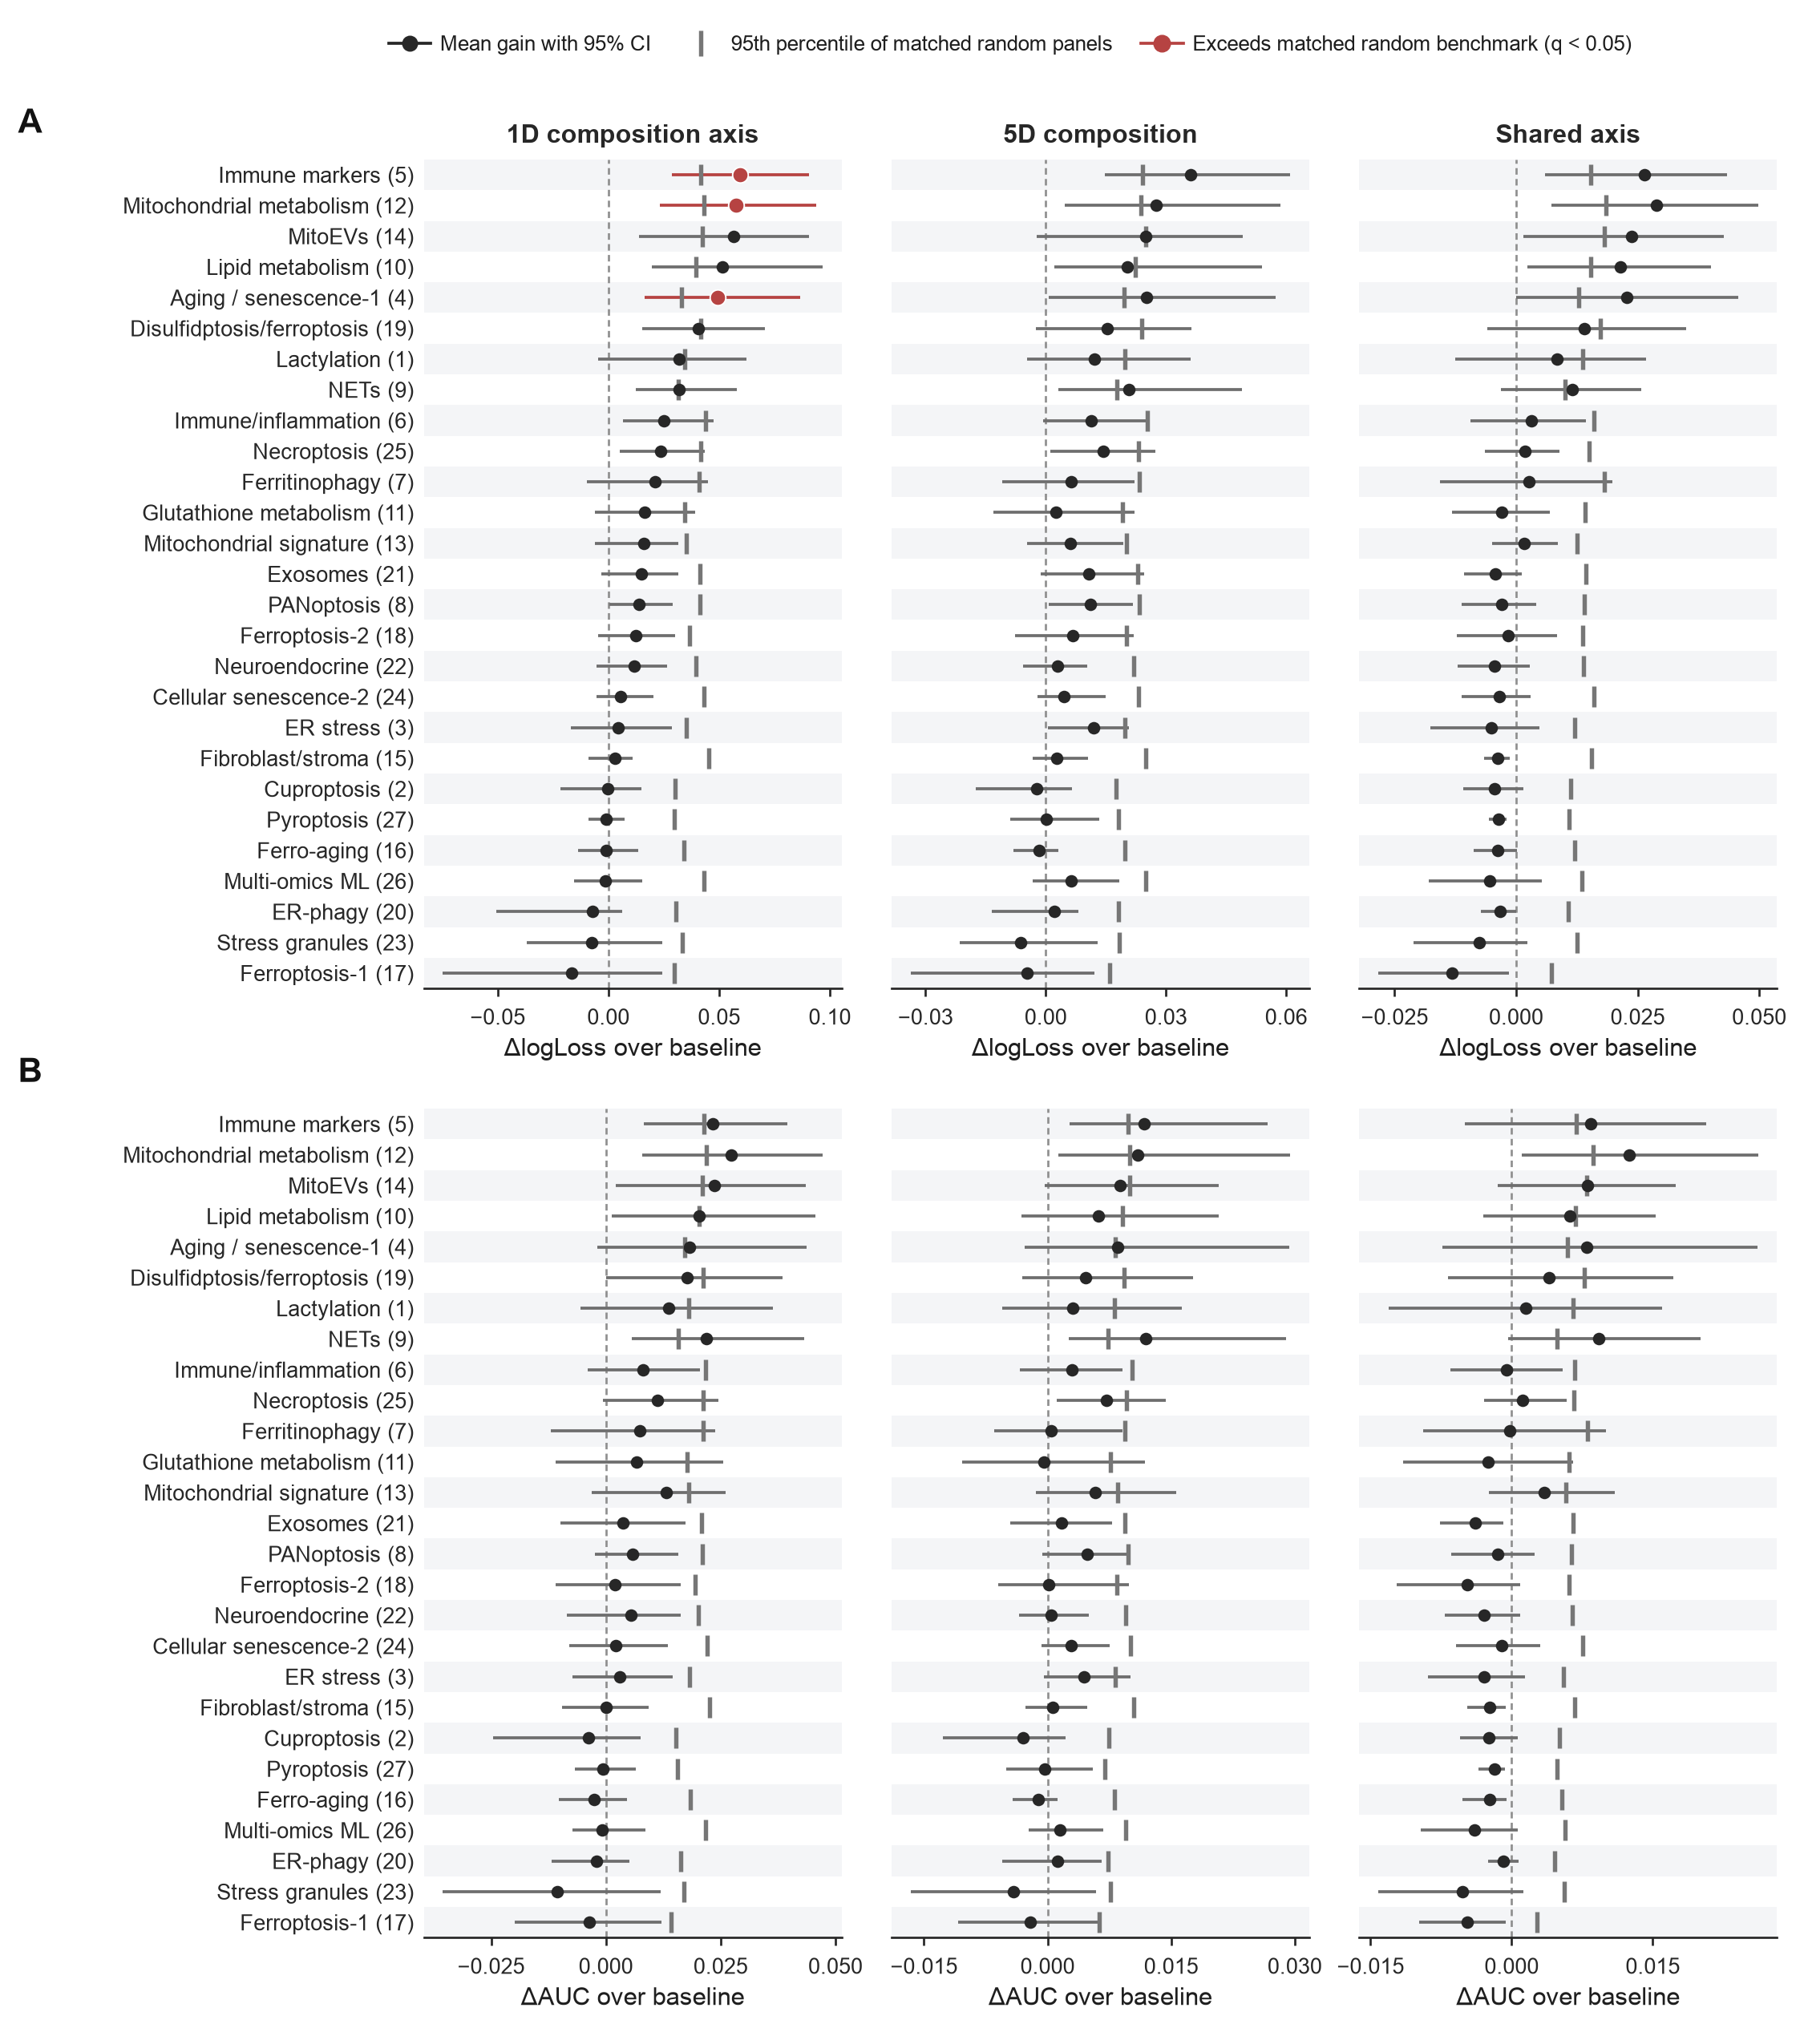 Mean gain with 95% CI
95th percentile of matched random panels
Exceeds matched random benchmark (q < 0.05)
A
1D composition axis
5D composition
Shared axis
Immune markers (5)
Mitochondrial metabolism (12)
MitoEVs (14)
Lipid metabolism (10)
Aging / senescence-1 (4)
Disulfidptosis/ferroptosis (19)
Lactylation (1)
NETs (9)
Immune/inflammation (6)
Necroptosis (25)
Ferritinophagy (7)
Glutathione metabolism (11)
Mitochondrial signature (13)
Exosomes (21)
PANoptosis (8)
Ferroptosis-2 (18)
Neuroendocrine (22)
Cellular senescence-2 (24)
ER stress (3)
Fibroblast/stroma (15)
Cuproptosis (2)
Pyroptosis (27)
Ferro-aging (16)
Multi-omics ML (26)
ER-phagy (20)
Stress granules (23)
Ferroptosis-1 (17)
−0.05 0.00 0.05 0.10
−0.03 0.00 0.03 0.06
−0.025 0.000 0.025 0.050
ΔlogLoss over baseline
ΔlogLoss over baseline
ΔlogLoss over baseline
B
Immune markers (5)
Mitochondrial metabolism (12)
MitoEVs (14)
Lipid metabolism (10)
Aging / senescence-1 (4)
Disulfidptosis/ferroptosis (19)
Lactylation (1)
NETs (9)
Immune/inflammation (6)
Necroptosis (25)
Ferritinophagy (7)
Glutathione metabolism (11)
Mitochondrial signature (13)
Exosomes (21)
PANoptosis (8)
Ferroptosis-2 (18)
Neuroendocrine (22)
Cellular senescence-2 (24)
ER stress (3)
Fibroblast/stroma (15)
Cuproptosis (2)
Pyroptosis (27)
Ferro-aging (16)
Multi-omics ML (26)
ER-phagy (20)
Stress granules (23)
Ferroptosis-1 (17)
−0.025 0.000 0.025 0.050
−0.015 0.000 0.015 0.030
−0.015 0.000 0.015
ΔAUC over baseline
ΔAUC over baseline
ΔAUC over baseline